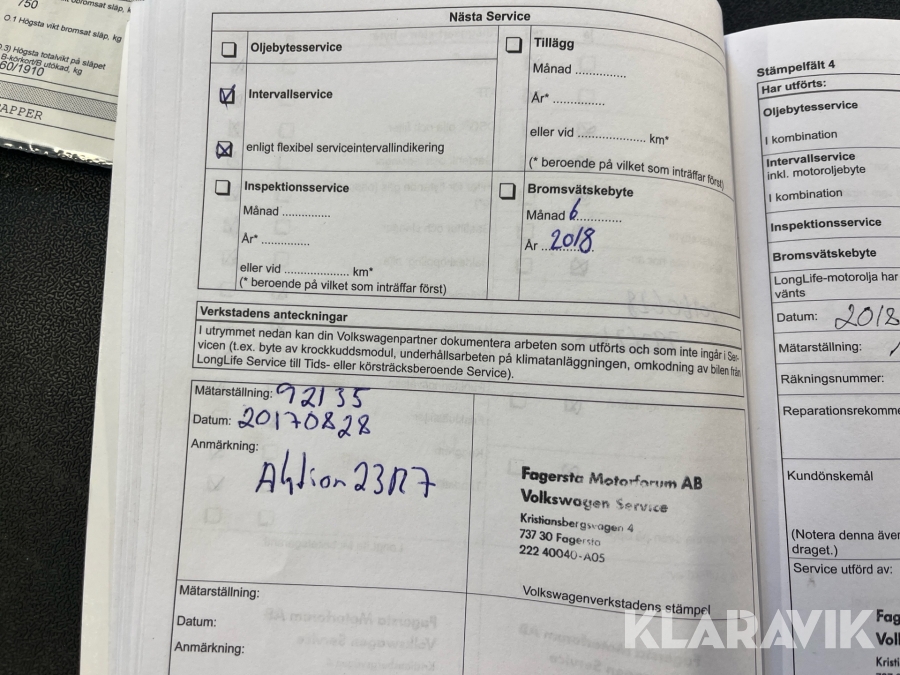 750
O.1 Högsta vikt bromsat släp, kg
O.3) Högsta totalvikt på släpet
B-körkort/B utökad, kg
60/1910
APPER
Nästa Service
Oljebytesservice
Intervallservice
enligt flexibel serviceintervallindikering
Inspektionsservice
Månad ..............
År* ..............
eller vid ................... km*
(* beroende på vilket som inträffar först)
Tillägg
Månad ..............
År* ..............
eller vid ................... km*
(* beroende på vilket som inträffar först)
Bromsvätskebyte
Månad 6
År 2018
Verkstadens anteckningar
I utrymmet nedan kan din Volkswagenpartner dokumentera arbeten som utförts och som inte ingår i Ser-
vicen (t.ex. byte av krockkuddsmodul, underhållsarbeten på klimatanläggningen, omkodning av bilen från
LongLife Service till Tids- eller körsträcksberoende Service).
Mätarställning: 92135
Datum: 20170828
Anmärkning:
Aktion 23R7
Fagersta Motorforum AB
Volkswagen Service
Kristiansbergsvagen 4
737 30 Fagersta
222 40040-A05
Volkswagenverkstadens stämpel
Mätarställning:
Datum:
Anmärkning:
Stämpelfält 4
Har utförts:
Oljebytesservice
I kombination
Intervallservice
inkl. motoroljebyte
I kombination
Inspektionsservice
Bromsvätskebyte
LongLife-motorolja har
vänts
Datum: 2018
Mätarställning:
Räkningsnummer:
Reparationsrekomme
Kundönskemål
(Notera denna även
draget.)
Service utförd av:
Fag
Vol
Krist
KLARAVIK